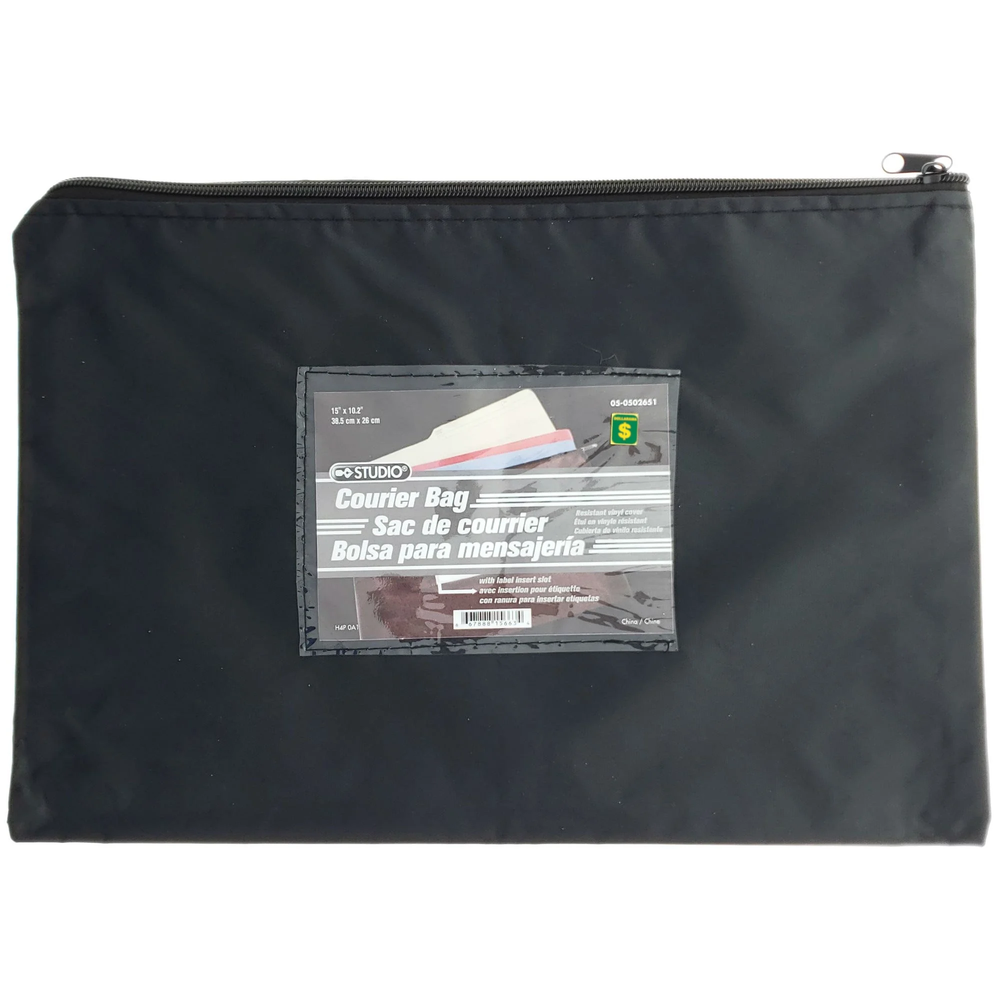 15" x 10.2"
38.5 cm x 26 cm
05-0502651
DOLLARAMA
$
STUDIO®
Courier Bag
Sac de courrier
Bolsa para mensajería
Resistant vinyl cover
Étui en vinyle résistant
Cubierta de vinilo resistente
with label insert slot
avec insertion pour étiquette
con ranura para insertar etiquetas
6 67888 15663 4
H4P 0A1
China / Chine